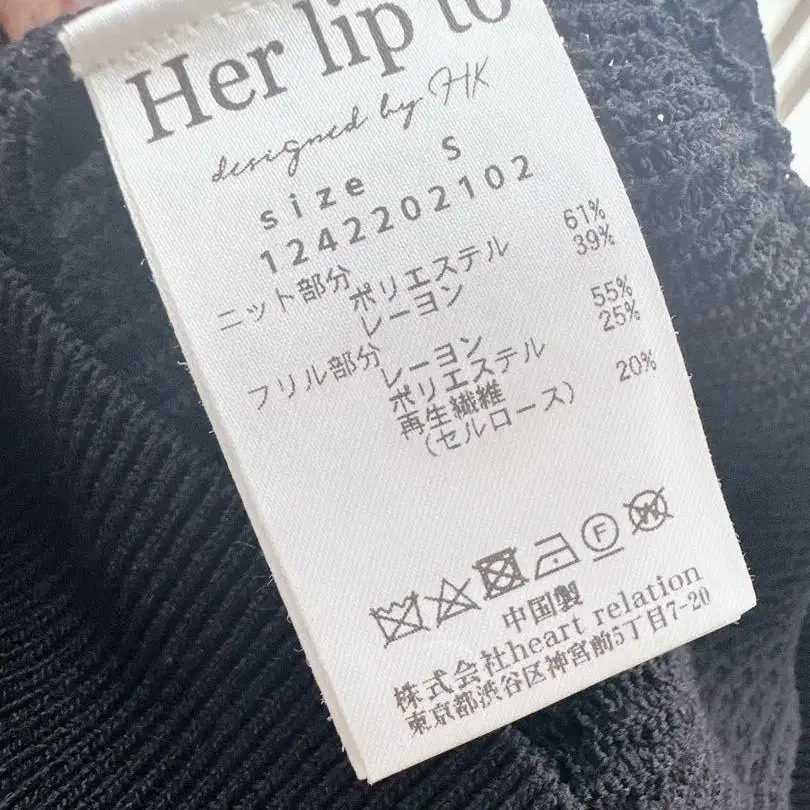 Her lip to
designed by HK
size S
1242202102
ニット部分
ポリエステル 61%
レーヨン 39%
フリル部分
レーヨン 55%
ポリエステル 25%
再生繊維 20%
(セルロース)
F
W
中国製
株式会社heart relation
東京都渋谷区神宮前5丁目7-20